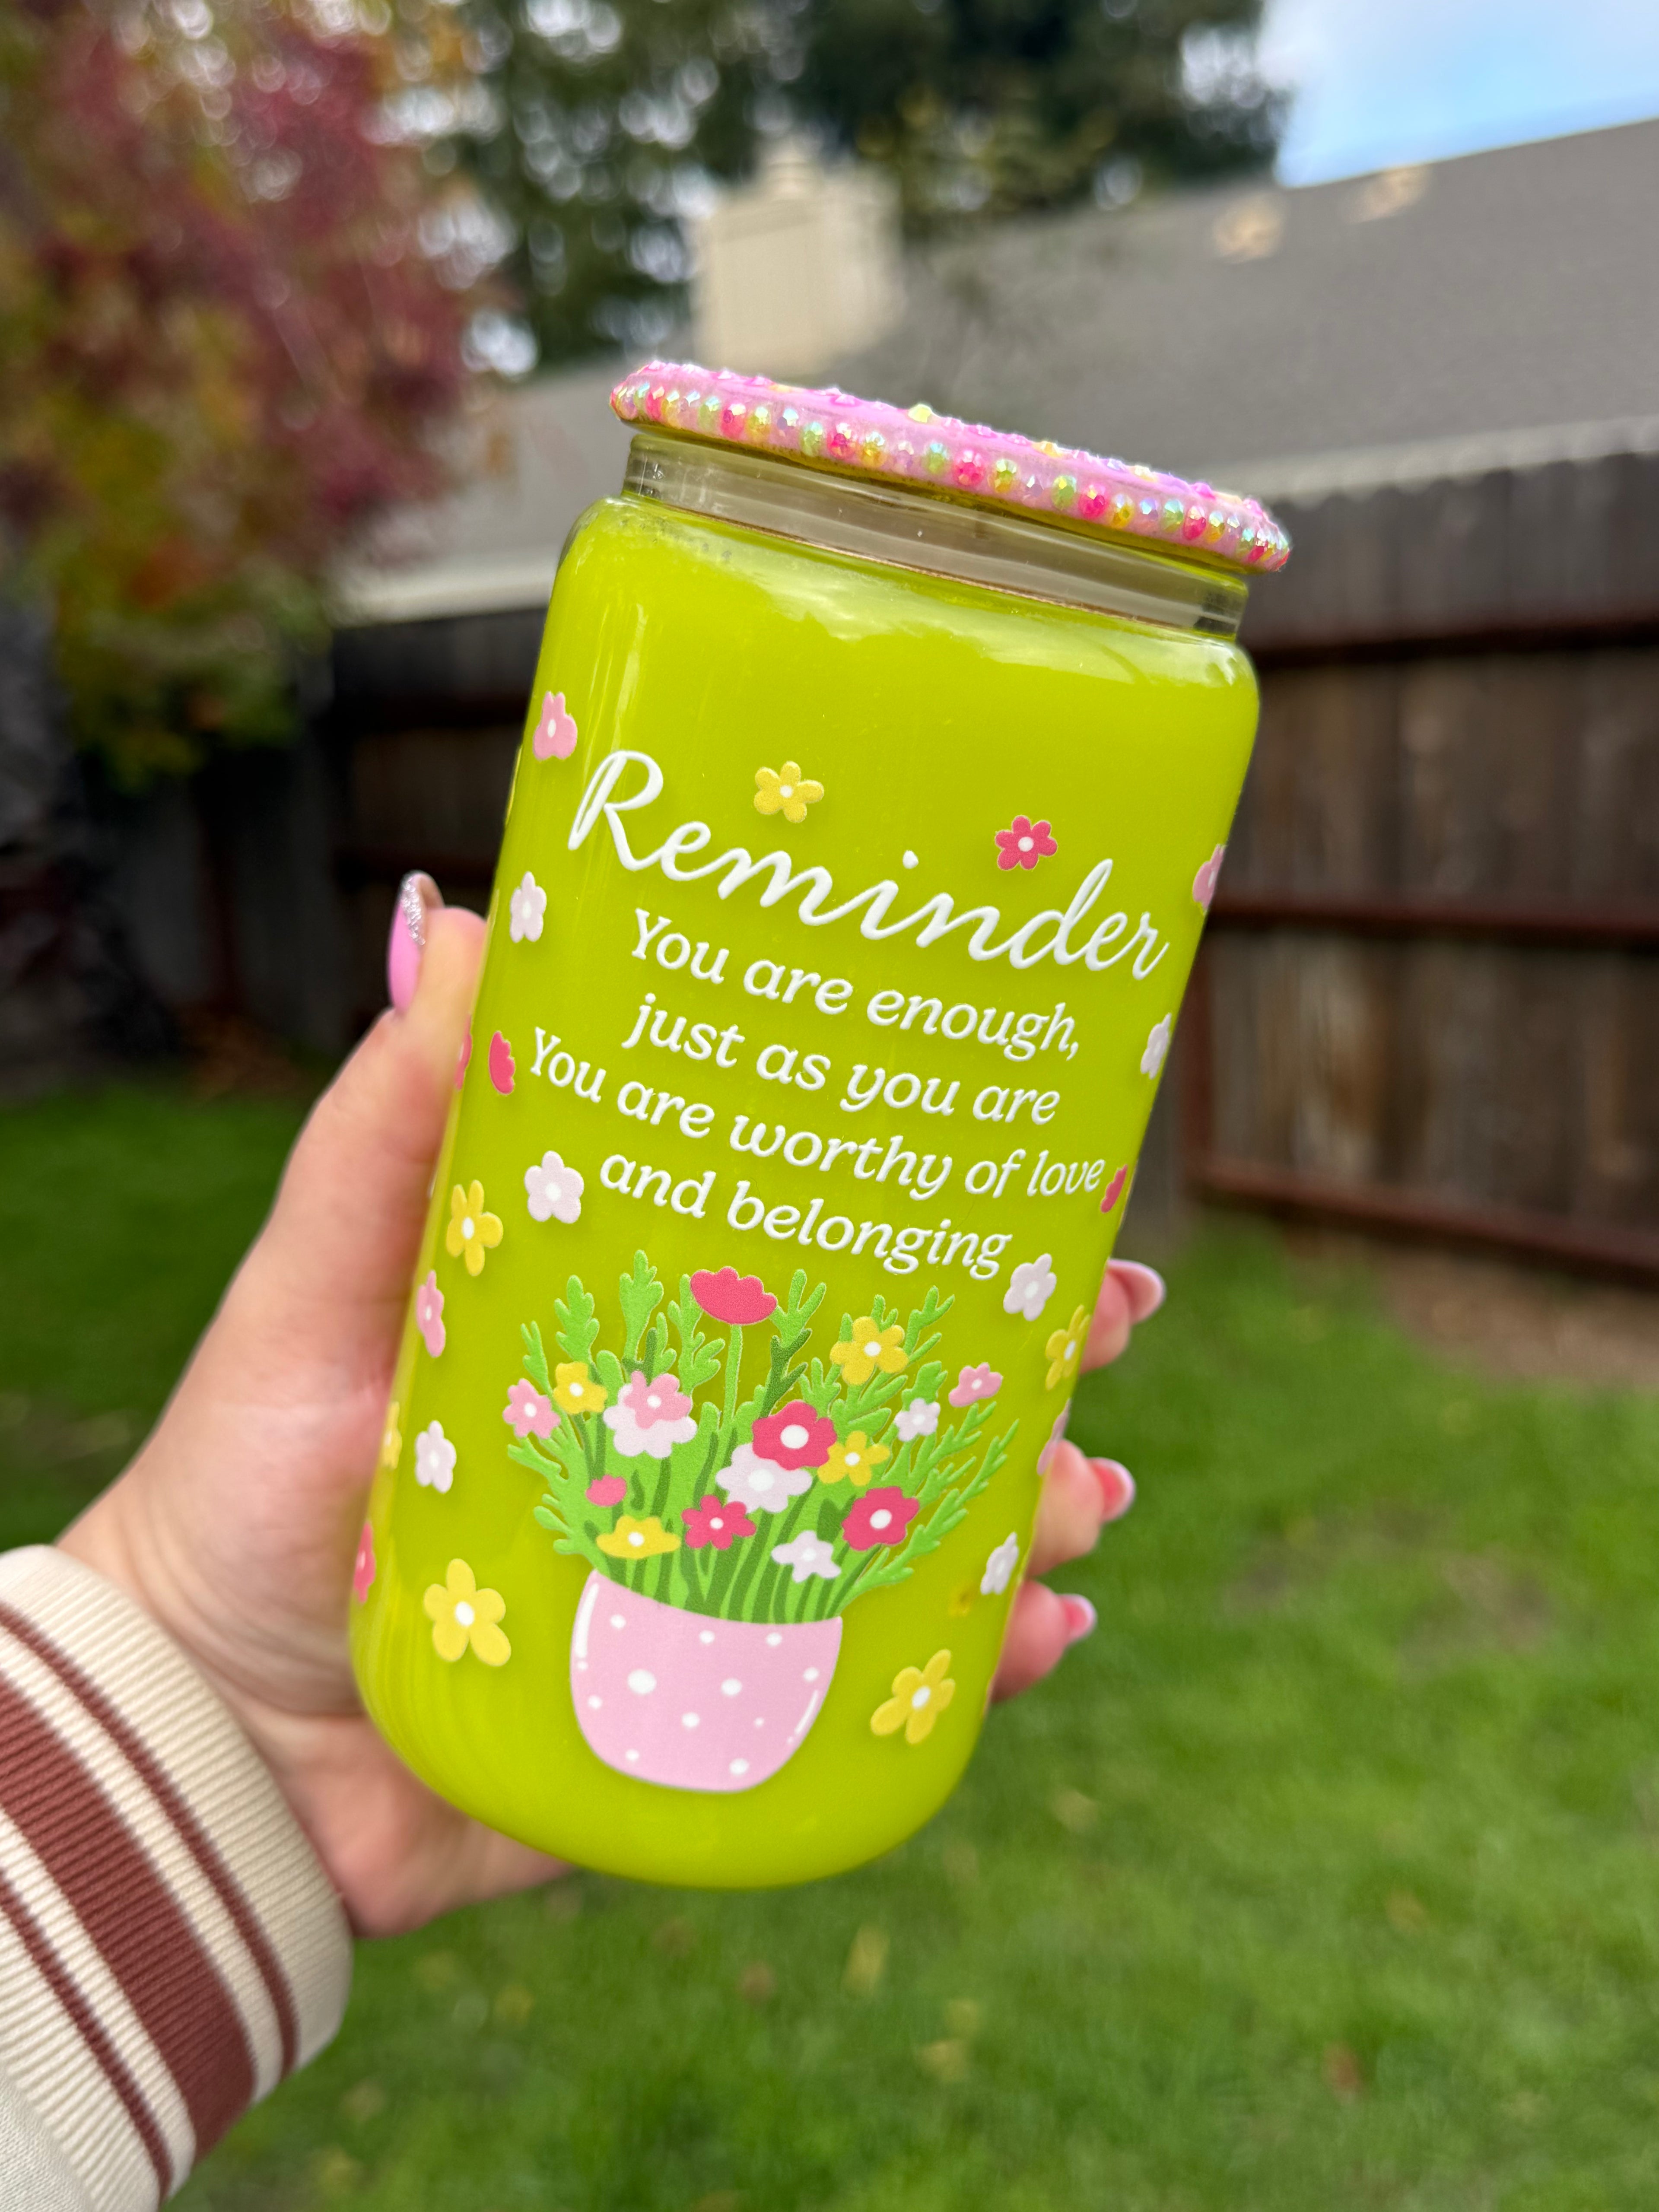 Reminder
You are enough,
just as you are
You are worthy of love
and belonging